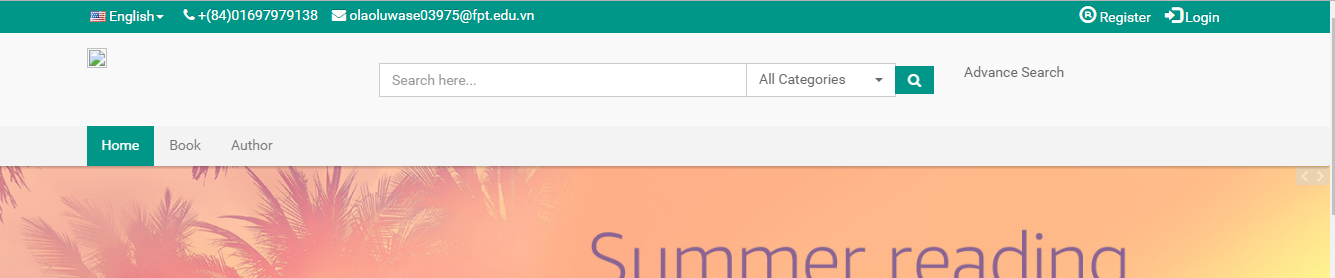 English +(84)01697979138 olaoluwase03975@fpt.edu.vn ® Register Login
Search here... All Categories Advance Search
Home Book Author
Summer reading